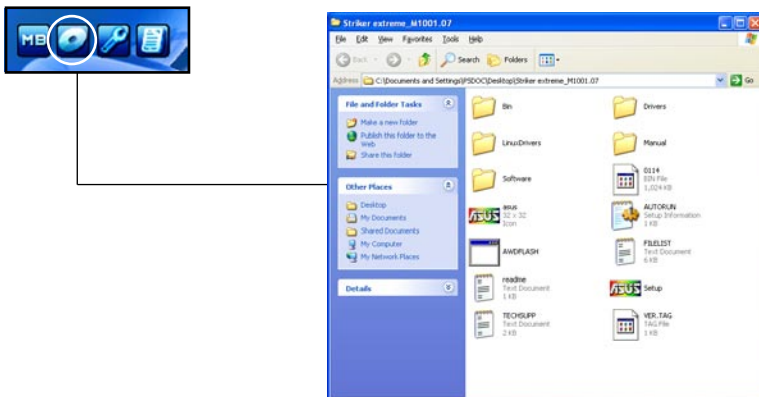 MB
Striker extreme_M1001.07
File Edit View Favorites Tools Help
Back Search Folders
Address C:\Documents and Settings\PSDOC\Desktop\Striker extreme_M1001.07 Go
File and Folder Tasks
Make a new folder
Publish this folder to the
Web
Share this folder
Other Places
Desktop
My Documents
Shared Documents
My Computer
My Network Places
Details
Bin
Drivers
LinuxDrivers
Manual
Software
0114
BIN File
1,024 KB
asus
32 x 32
Icon
AUTORUN
Setup Information
1 KB
AWDFLASH
FILELIST
Text Document
6 KB
readme
Text Document
1 KB
Setup
TECHSUPP
Text Document
2 KB
VER.TAG
TAG File
1 KB